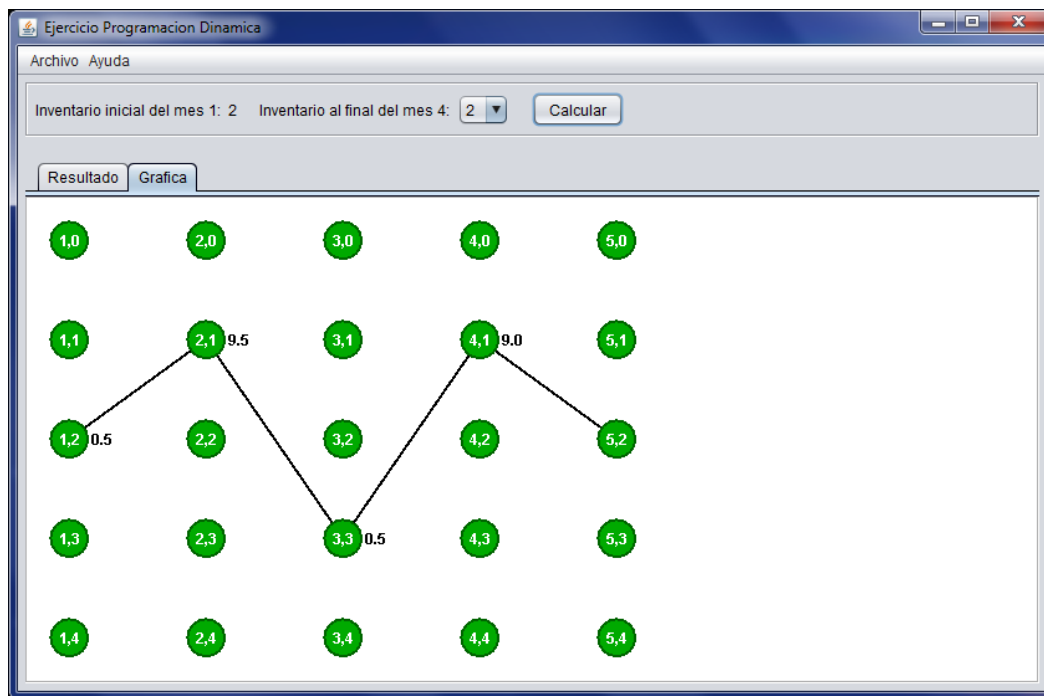 Ejercicio Programacion Dinamica
Archivo Ayuda
Inventario inicial del mes 1: 2 Inventario al final del mes 4: 2 Calcular
Resultado Grafica
1,0 2,0 3,0 4,0 5,0
1,1 2,1 9.5 3,1 4,1 9.0 5,1
1,2 0.5 2,2 3,2 4,2 5,2
1,3 2,3 3,3 0.5 4,3 5,3
1,4 2,4 3,4 4,4 5,4